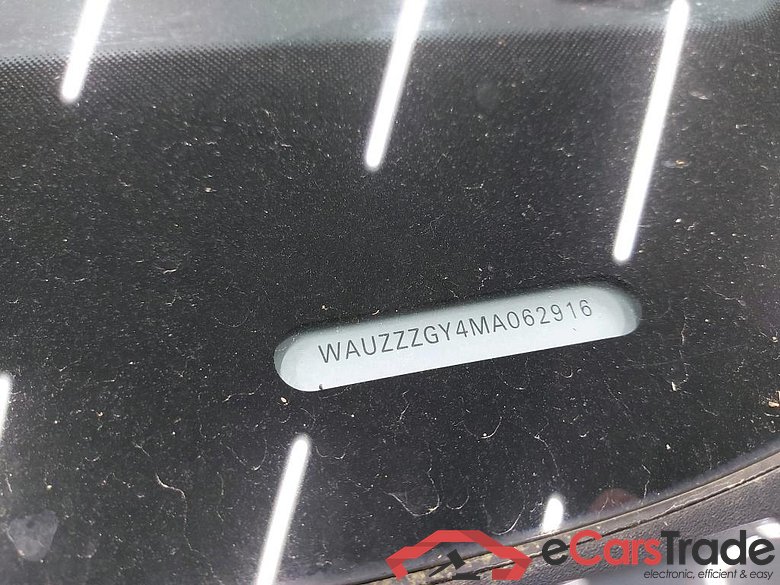 WAUZZZGY4MA062916
eCarsTrade
electronic, efficient & easy